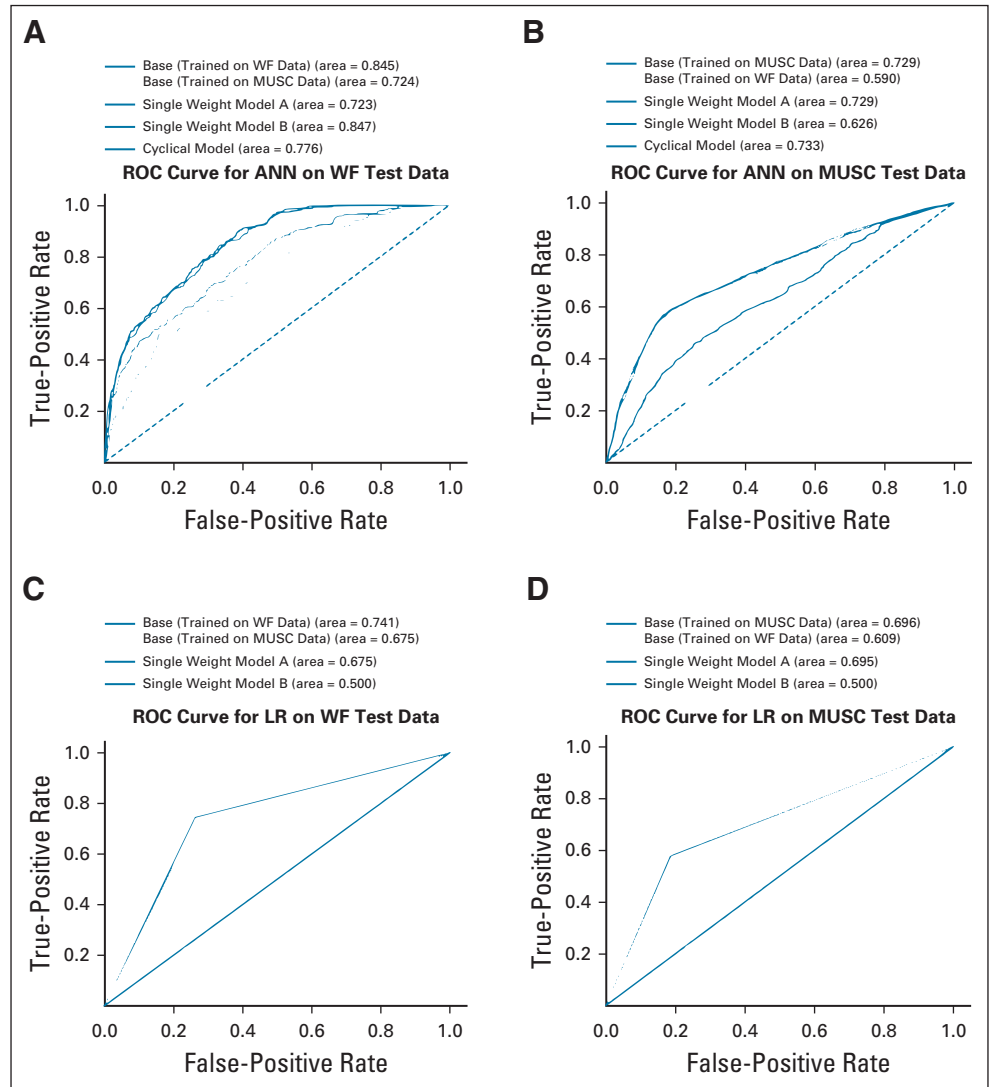 A
Base (Trained on WF Data) (area = 0.845)
Base (Trained on MUSC Data) (area = 0.724)
Single Weight Model A (area = 0.723)
Single Weight Model B (area = 0.847)
Cyclical Model (area = 0.776)
ROC Curve for ANN on WF Test Data
True-Positive Rate
1.0
0.8
0.6
0.4
0.2
0.0 0.2 0.4 0.6 0.8 1.0
False-Positive Rate
B
Base (Trained on MUSC Data) (area = 0.729)
Base (Trained on WF Data) (area = 0.590)
Single Weight Model A (area = 0.729)
Single Weight Model B (area = 0.626)
Cyclical Model (area = 0.733)
ROC Curve for ANN on MUSC Test Data
True-Positive Rate
1.0
0.8
0.6
0.4
0.2
0.0 0.2 0.4 0.6 0.8 1.0
False-Positive Rate
C
Base (Trained on WF Data) (area = 0.741)
Base (Trained on MUSC Data) (area = 0.675)
Single Weight Model A (area = 0.675)
Single Weight Model B (area = 0.500)
ROC Curve for LR on WF Test Data
True-Positive Rate
1.0
0.8
0.6
0.4
0.2
0.0 0.2 0.4 0.6 0.8 1.0
False-Positive Rate
D
Base (Trained on MUSC Data) (area = 0.696)
Base (Trained on WF Data) (area = 0.609)
Single Weight Model A (area = 0.695)
Single Weight Model B (area = 0.500)
ROC Curve for LR on MUSC Test Data
True-Positive Rate
1.0
0.8
0.6
0.4
0.2
0.0 0.2 0.4 0.6 0.8 1.0
False-Positive Rate